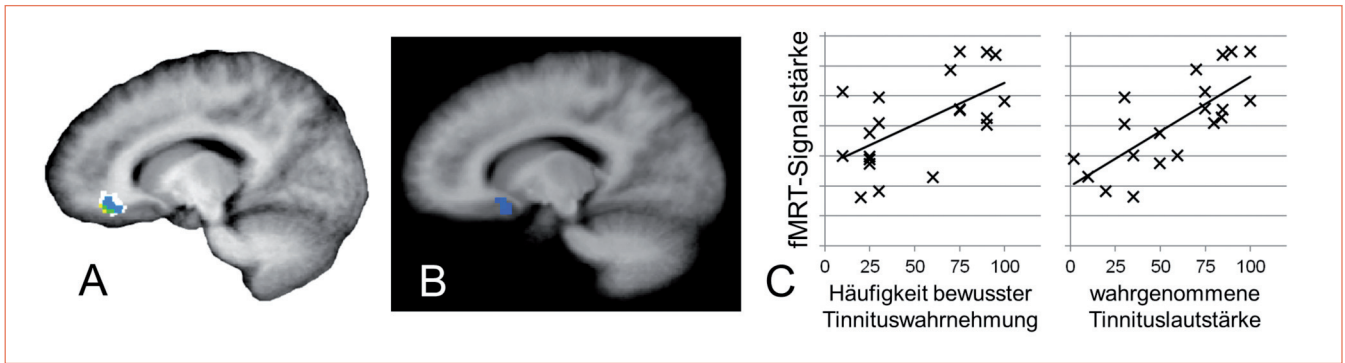 A
B
C
fMRT-Signalstärke
0 25 50 75 100
Häufigkeit bewusster
Tinnituswahrnehmung
0 25 50 75 100
wahrgenommene
Tinnituslautstärke